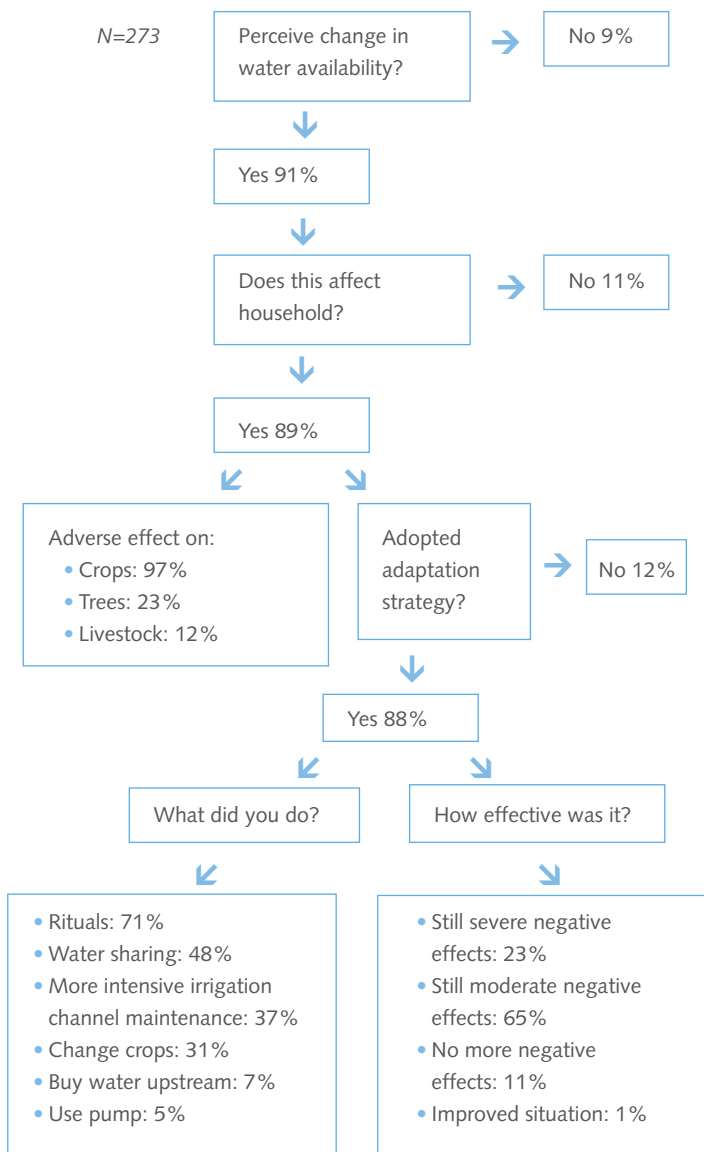 N=273
Perceive change in
water availability?
No 9%
Yes 91%
Does this affect
household?
No 11%
Yes 89%
Adverse effect on:
• Crops: 97%
• Trees: 23%
• Livestock: 12%
Adopted
adaptation
strategy?
No 12%
Yes 88%
What did you do?
How effective was it?
• Rituals: 71%
• Water sharing: 48%
• More intensive irrigation
channel maintenance: 37%
• Change crops: 31%
• Buy water upstream: 7%
• Use pump: 5%
• Still severe negative
effects: 23%
• Still moderate negative
effects: 65%
• No more negative
effects: 11%
• Improved situation: 1%